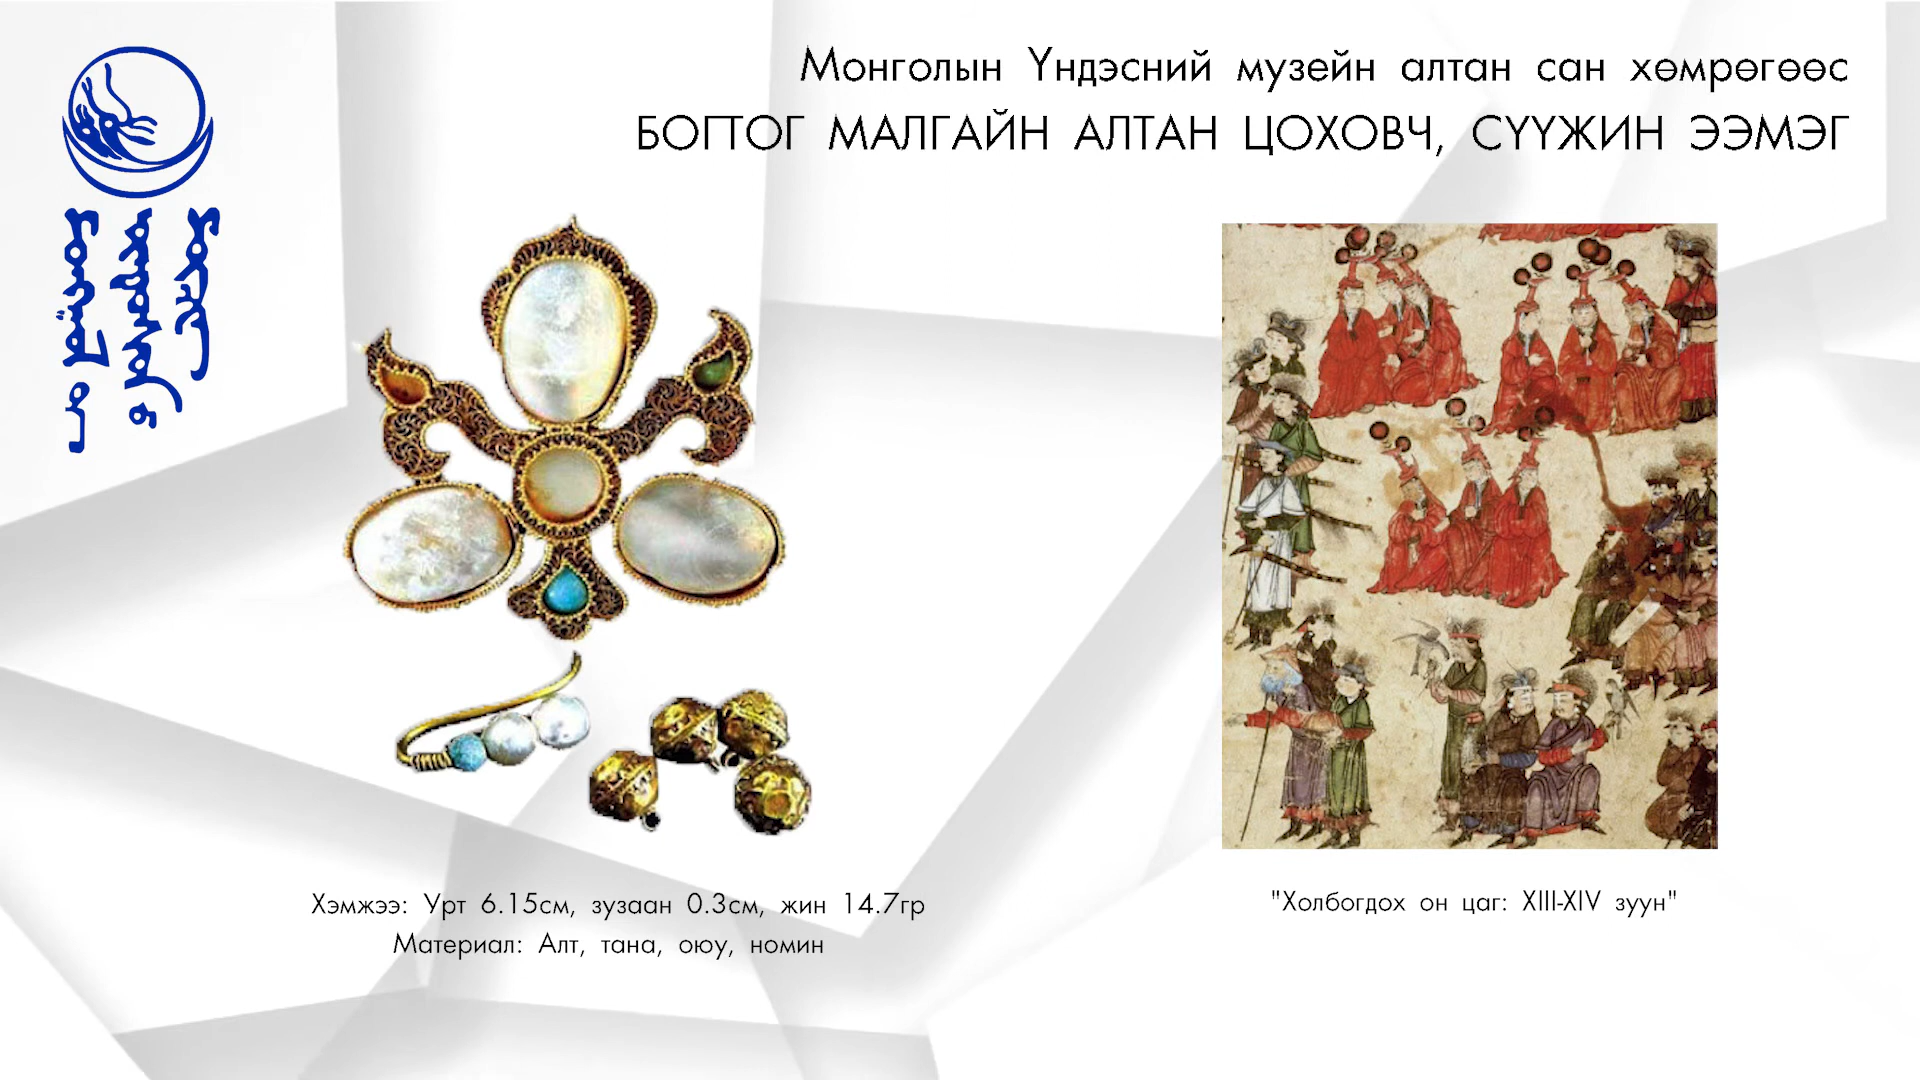 Монголын Үндэсний музейн алтан сан хөмрөгөөс
БОГТОГ МАЛГАЙН АЛТАН ЦОХОВЧ, СҮҮЖИН ЭЭМЭГ
Хэмжээ: Урт 6.15см, зузаан 0.3см, жин 14.7гр
Материал: Алт, тана, оюу, номин
"Холбогдох он цаг: XIII-XIV зуун"